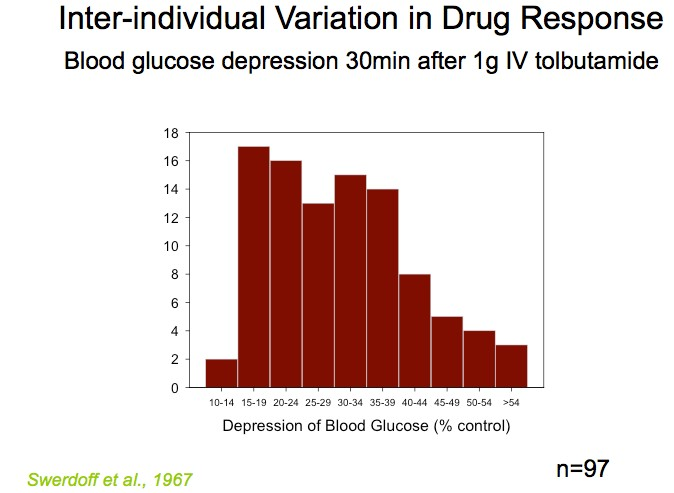 Inter-individual Variation in Drug Response
Blood glucose depression 30min after 1g IV tolbutamide
18
16
14
12
10
8
6
4
2
0
10-14 15-19 20-24 25-29 30-34 35-39 40-44 45-49 50-54 >54
Depression of Blood Glucose (% control)
n=97
Swerdoff et al., 1967